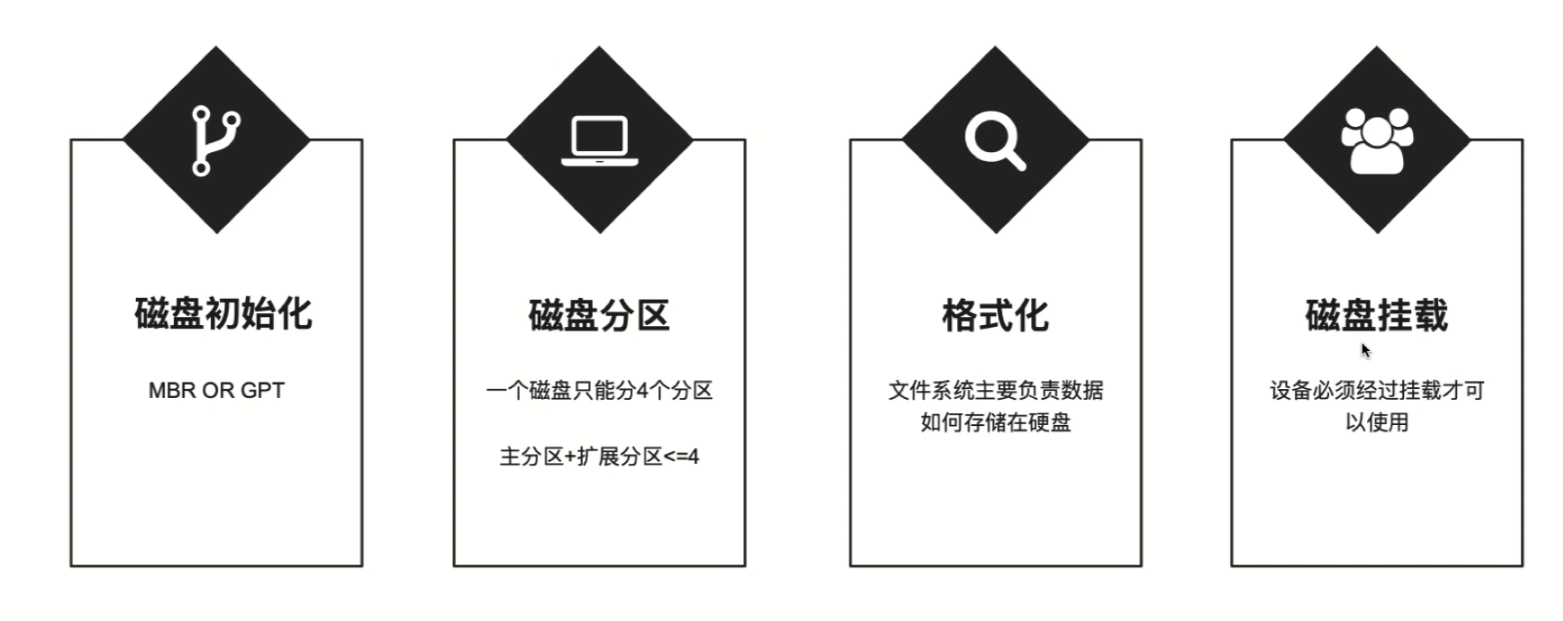 磁盘初始化
MBR OR GPT
磁盘分区
一个磁盘只能分4个分区
主分区+扩展分区<=4
格式化
文件系统主要负责数据
如何存储在硬盘
磁盘挂载
设备必须经过挂载才可
以使用